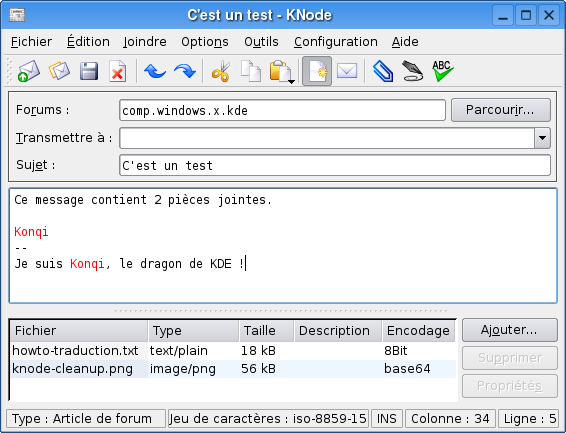 C'est un test - KNode
Fichier Édition Joindre Options Outils Configuration Aide
ABC
Forums : comp.windows.x.kde Parcourir...
Transmettre à :
Sujet : C'est un test
Ce message contient 2 pièces jointes.
Konqi
--
Je suis Konqi, le dragon de KDE !
Fichier Type Taille Description Encodage Ajouter...
howto-traduction.txt text/plain 18 kB 8Bit
knode-cleanup.png image/png 56 kB base64
Supprimer
Propriétés
Type : Article de forum Jeu de caractères : iso-8859-15 INS Colonne : 34 Ligne : 5